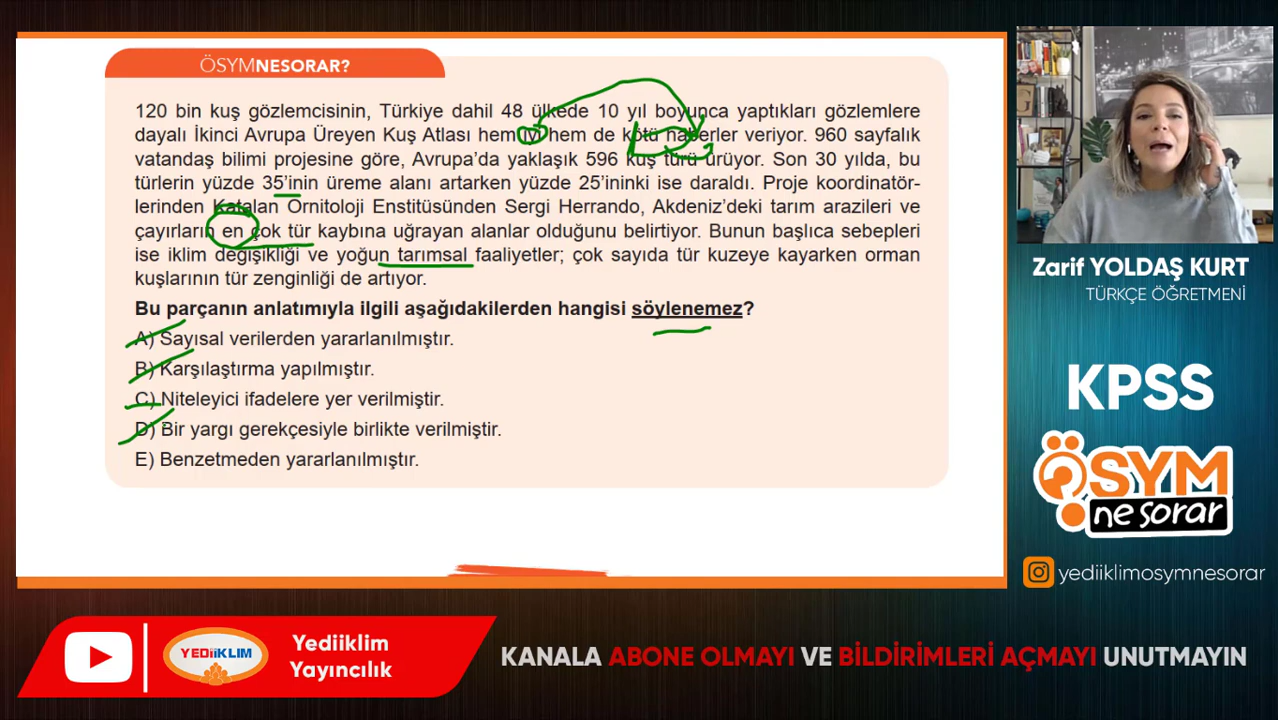 ÖSYMNESORAR?
120 bin kuş gözlemcisinin, Türkiye dahil 48 ülkede 10 yıl boyunca yaptıkları gözlemlere
dayalı İkinci Avrupa Üreyen Kuş Atlası hem iyi hem de kötü haberler veriyor. 960 sayfalık
vatandaş bilimi projesine göre, Avrupa'da yaklaşık 596 kuş türü ürüyor. Son 30 yılda, bu
türlerin yüzde 35'inin üreme alanı artarken yüzde 25'ininki ise daraldı. Proje koordinatör-
lerinden Katalan Ornitoloji Enstitüsünden Sergi Herrando, Akdeniz'deki tarım arazileri ve
çayırların en çok tür kaybına uğrayan alanlar olduğunu belirtiyor. Bunun başlıca sebepleri
ise iklim değişikliği ve yoğun tarımsal faaliyetler; çok sayıda tür kuzeye kayarken orman
kuşlarının tür zenginliği de artıyor.
Bu parçanın anlatımıyla ilgili aşağıdakilerden hangisi söylenemez?
A) Sayısal verilerden yararlanılmıştır.
B) Karşılaştırma yapılmıştır.
C) Niteleyici ifadelere yer verilmiştir.
D) Bir yargı gerekçesiyle birlikte verilmiştir.
E) Benzetmeden yararlanılmıştır.
Zarif YOLDAŞ KURT
TÜRKÇE ÖĞRETMENİ
KPSS
ÖSYM
ne sorar
yediiklimosymnesorar
YEDİİKLİM
Yediiklim
Yayıncılık
KANALA ABONE OLMAYI VE BİLDİRİMLERİ AÇMAYI UNUTMAYIN